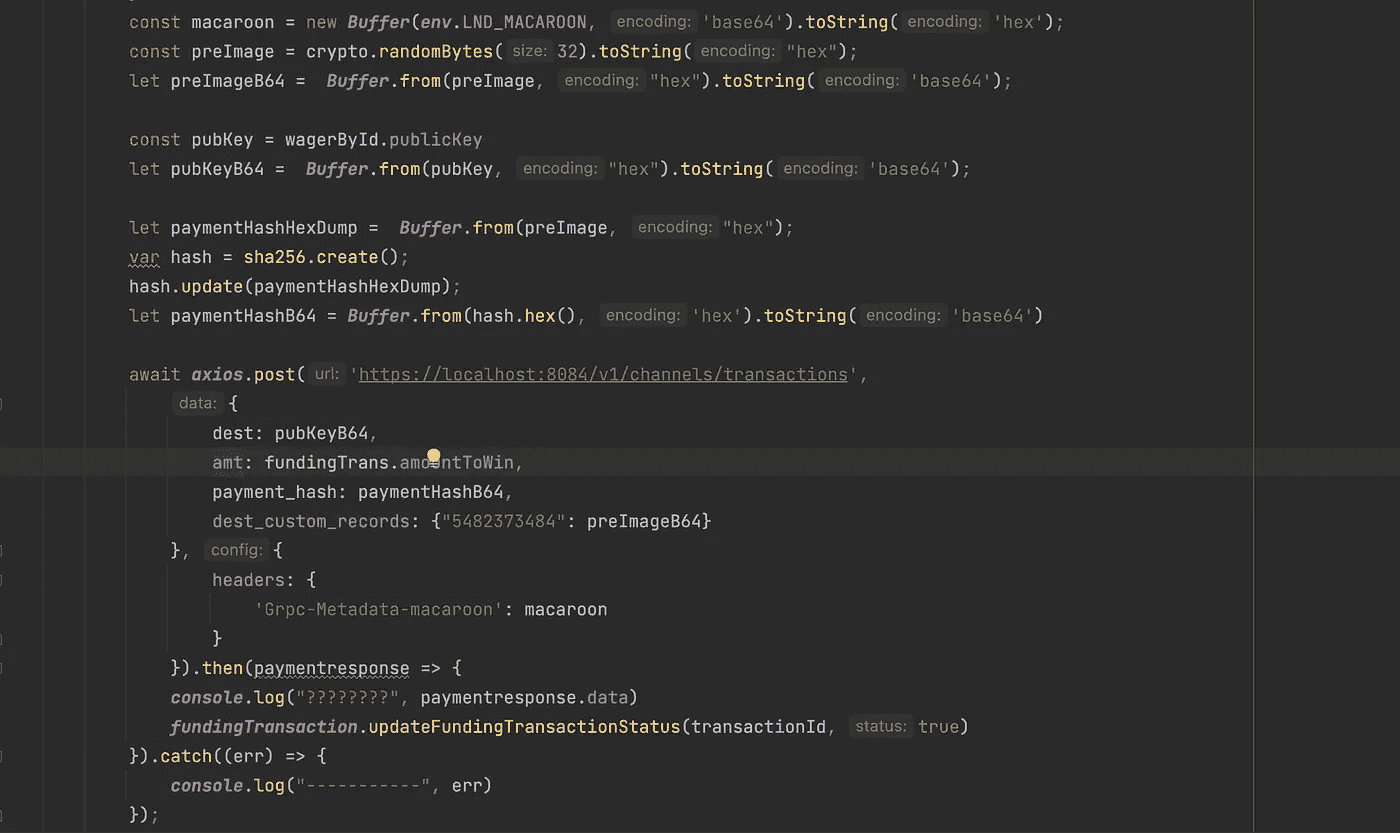 const macaroon = new Buffer(env.LND_MACAROON, encoding: 'base64').toString( encoding: 'hex');
const preImage = crypto.randomBytes( size: 32).toString( encoding: "hex");
let preImageB64 = Buffer.from(preImage, encoding: "hex").toString( encoding: 'base64');
const pubKey = wagerById.publicKey
let pubKeyB64 = Buffer.from(pubKey, encoding: "hex").toString( encoding: 'base64');
let paymentHashHexDump = Buffer.from(preImage, encoding: "hex");
var hash = sha256.create();
hash.update(paymentHashHexDump);
let paymentHashB64 = Buffer.from(hash.hex(), encoding: 'hex').toString( encoding: 'base64')
await axios.post( url: 'https://localhost:8084/v1/channels/transactions',
data: {
dest: pubKeyB64,
amt: fundingTrans.amountToWin,
payment_hash: paymentHashB64,
dest_custom_records: {"5482373484": preImageB64}
}, config: {
headers: {
'Grpc-Metadata-macaroon': macaroon
}
}).then(paymentresponse => {
console.log("????????", paymentresponse.data)
fundingTransaction.updateFundingTransactionStatus(transactionId, status: true)
}).catch((err) => {
console.log("-----------", err)
});